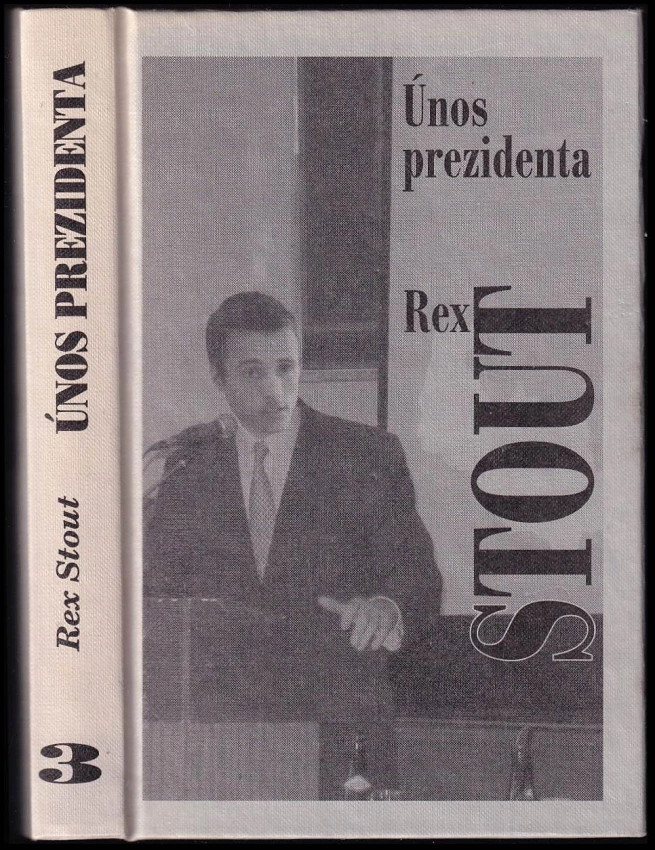 ÚNOS PREZIDENTA
Rex Stout
3
Únos
prezidenta
Rex
STOUT